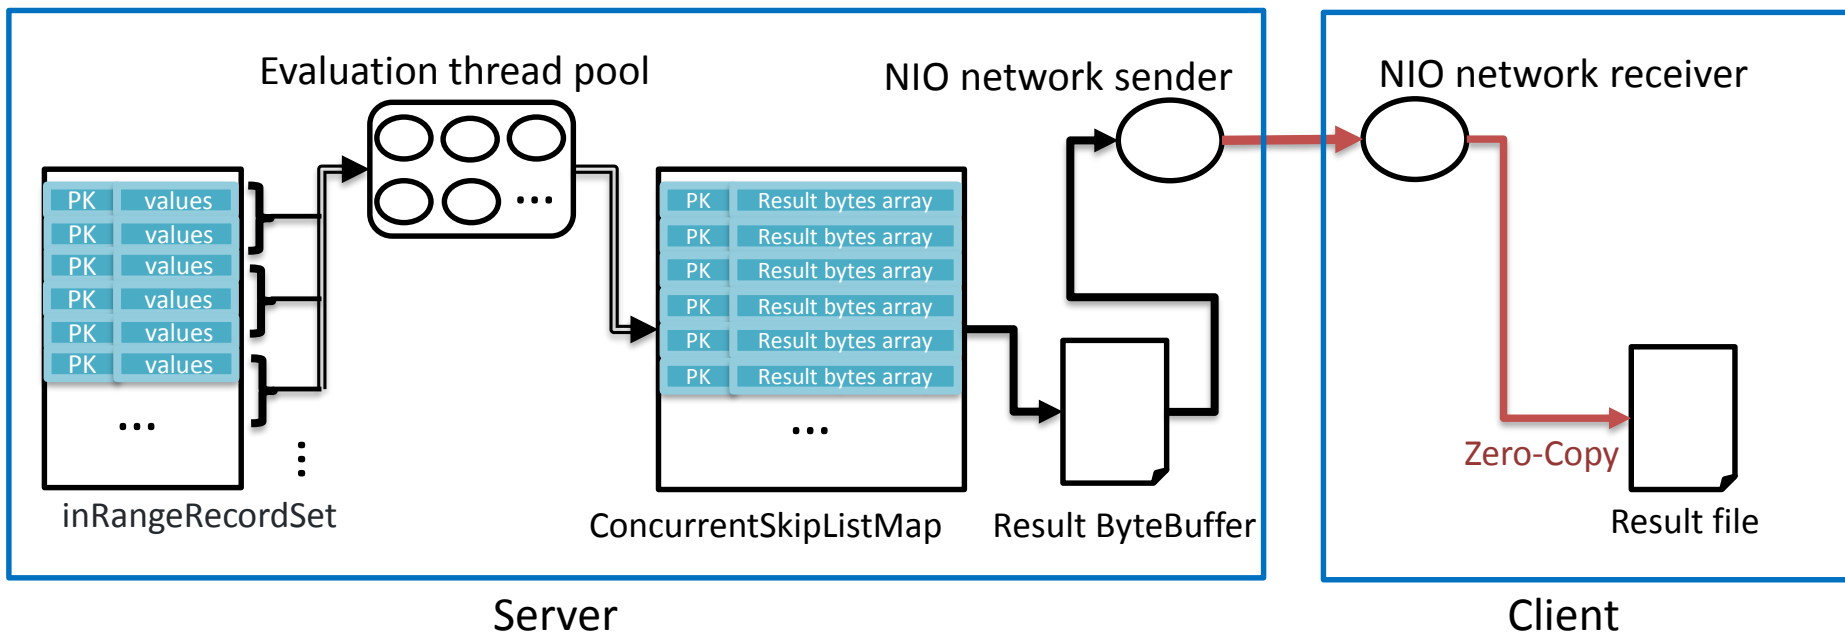 Evaluation thread pool
NIO network sender
NIO network receiver
PK values
PK values
PK values
PK values
PK values
PK values
...
...
inRangeRecordSet
...
PK Result bytes array
PK Result bytes array
PK Result bytes array
PK Result bytes array
PK Result bytes array
PK Result bytes array
...
ConcurrentSkipListMap
Result ByteBuffer
Zero-Copy
Result file
Server
Client